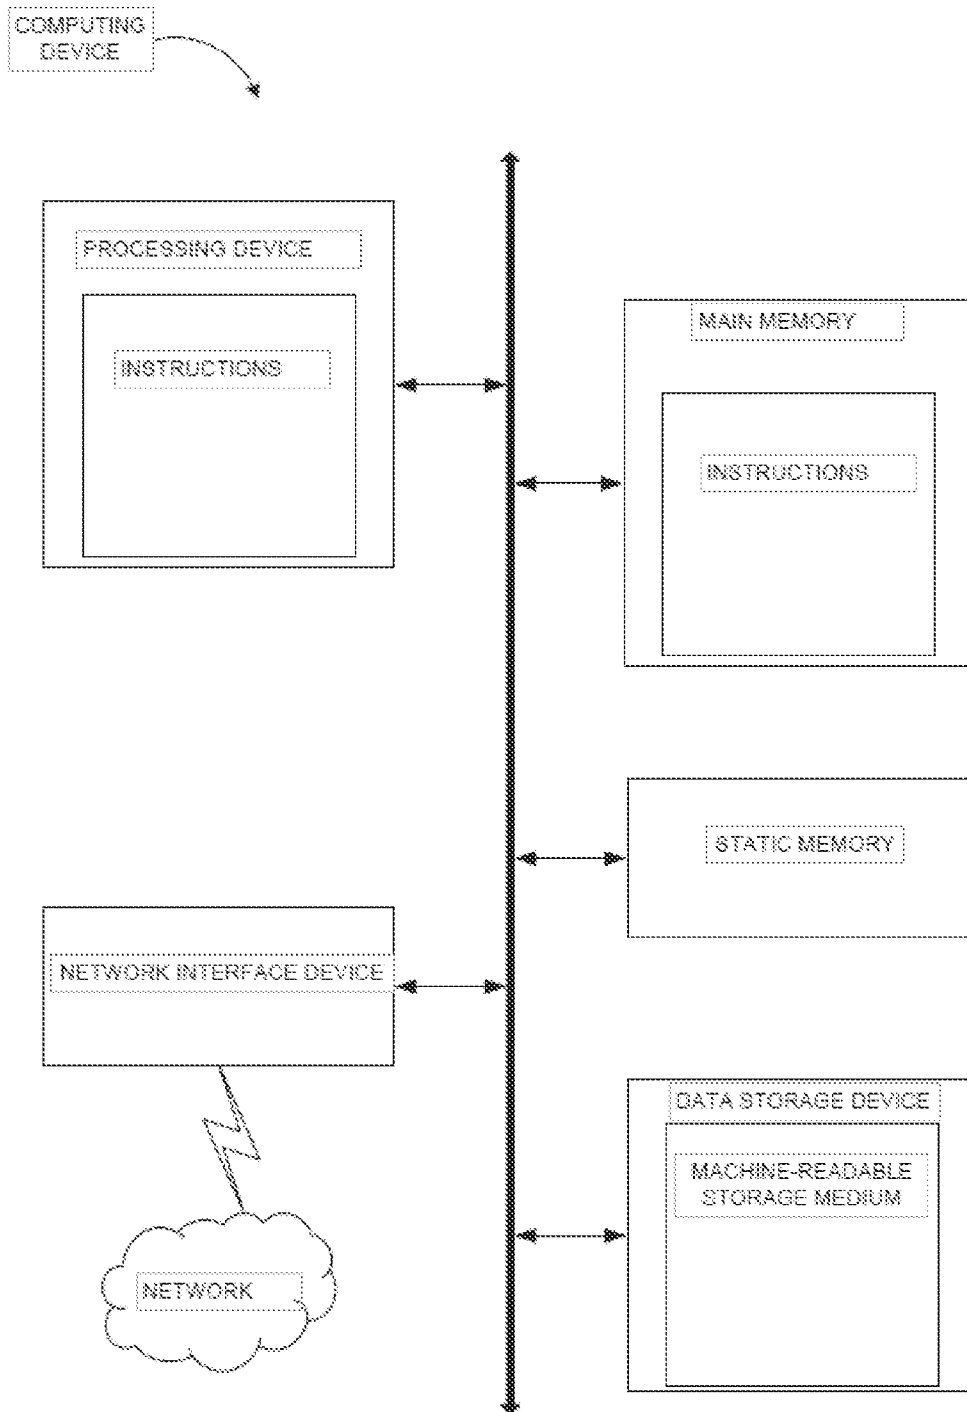 COMPUTING
DEVICE
PROCESSING DEVICE
INSTRUCTIONS
MAIN MEMORY
INSTRUCTIONS
STATIC MEMORY
NETWORK INTERFACE DEVICE
DATA STORAGE DEVICE
MACHINE-READABLE
STORAGE MEDIUM
NETWORK